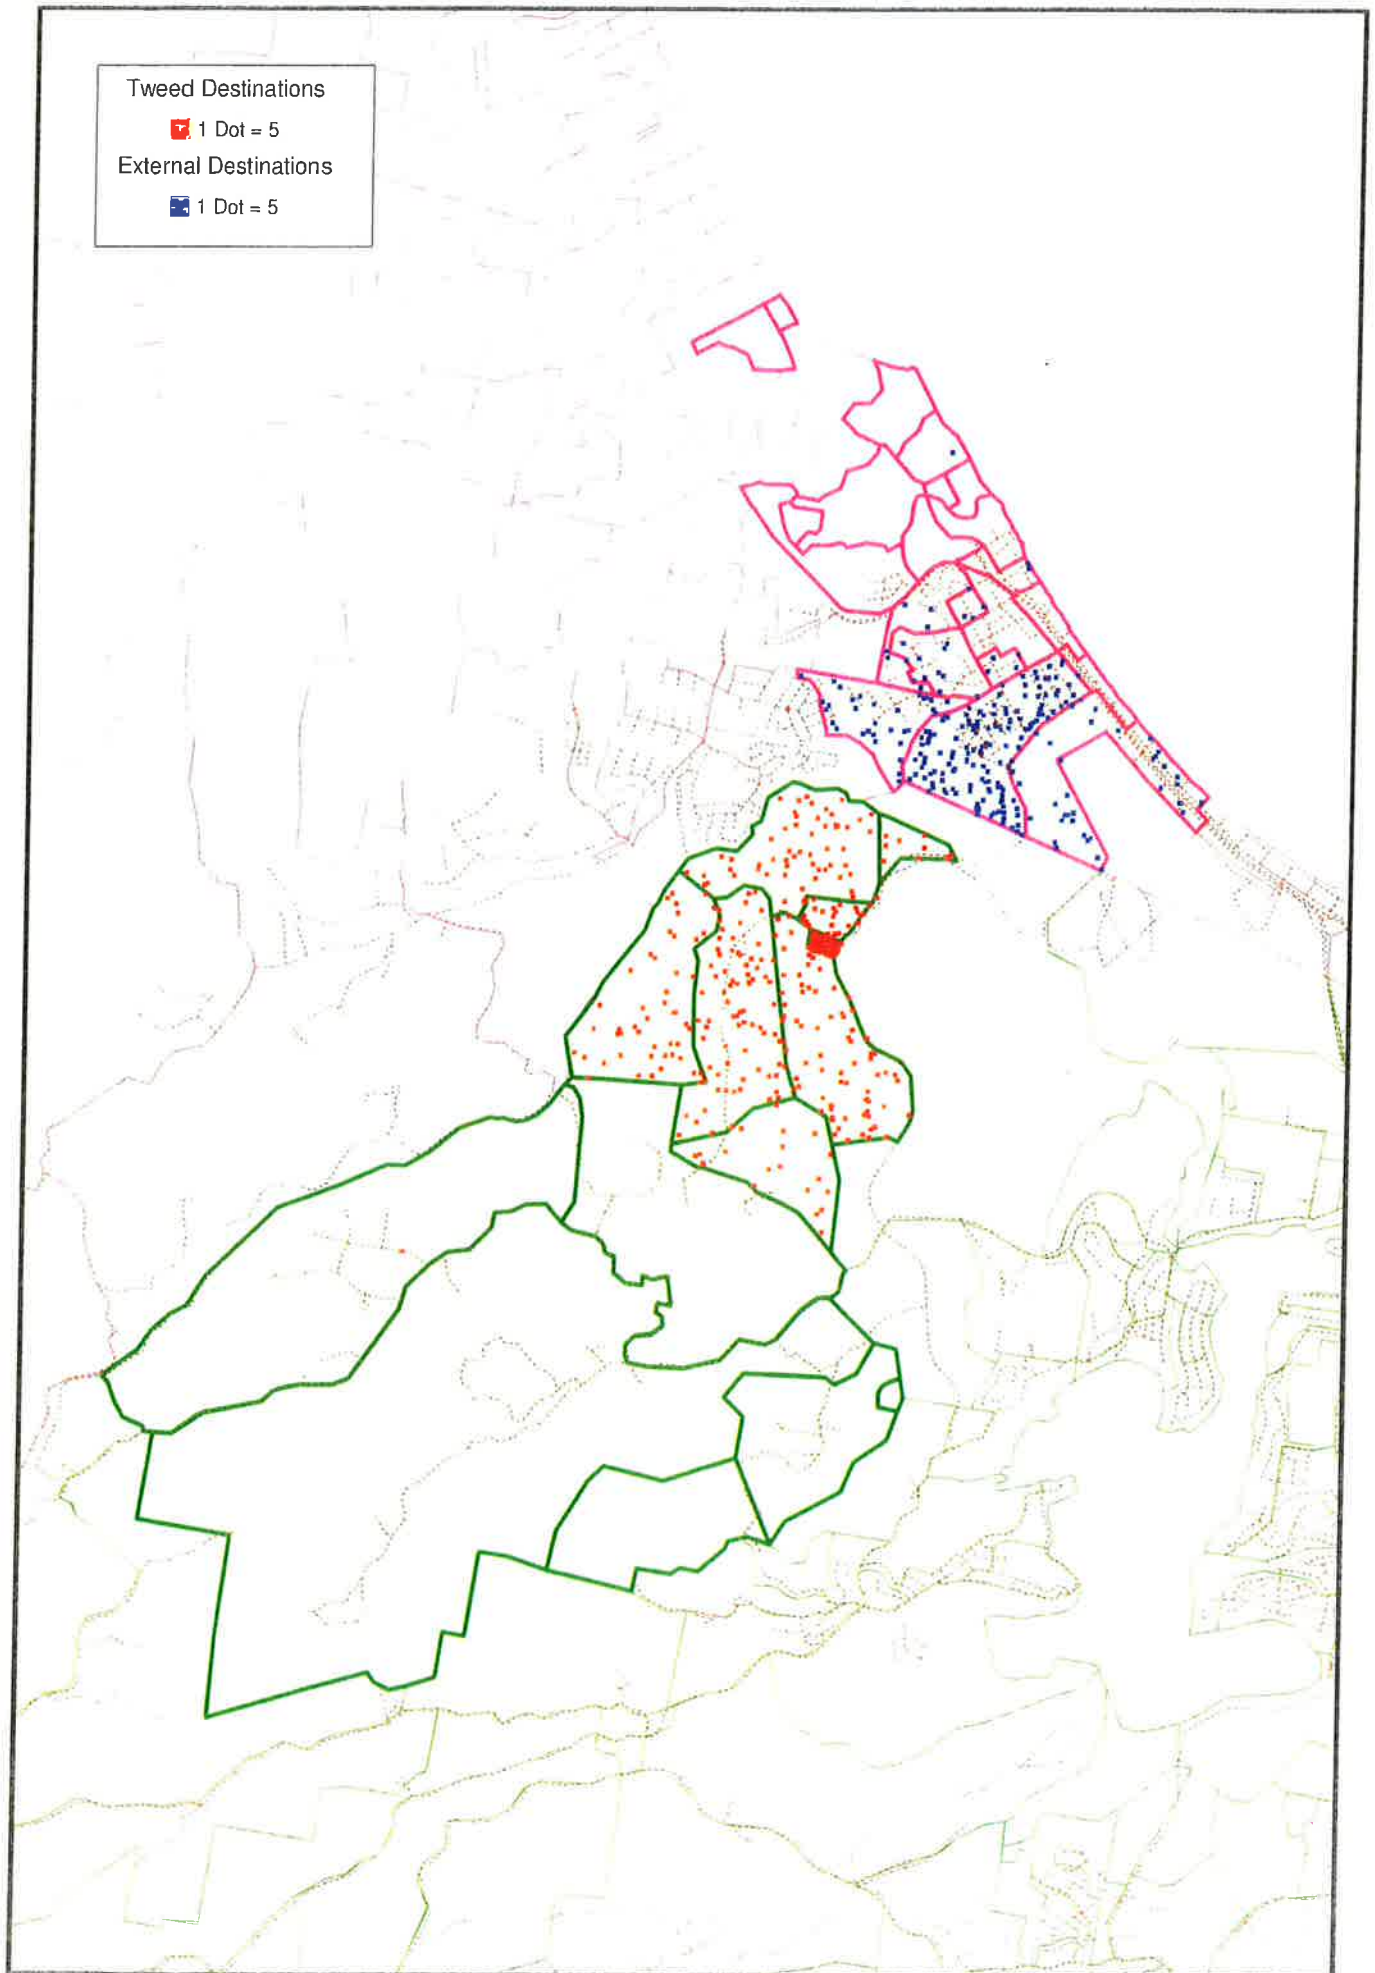 Tweed Destinations
1 Dot = 5
External Destinations
1 Dot = 5